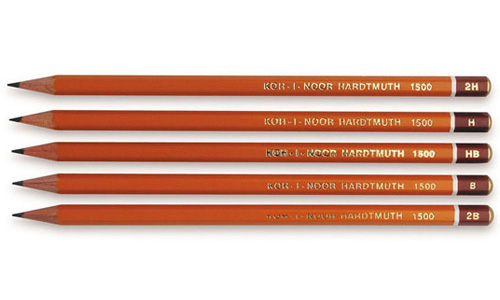 KOH-I-NOOR HARDTMUTH 1500 2H
KOH-I-NOOR HARDTMUTH 1500 H
KOH-I-NOOR HARDTMUTH 1500 HB
KOH-I-NOOR HARDTMUTH 1500 B
KOH-I-NOOR HARDTMUTH 1500 2B